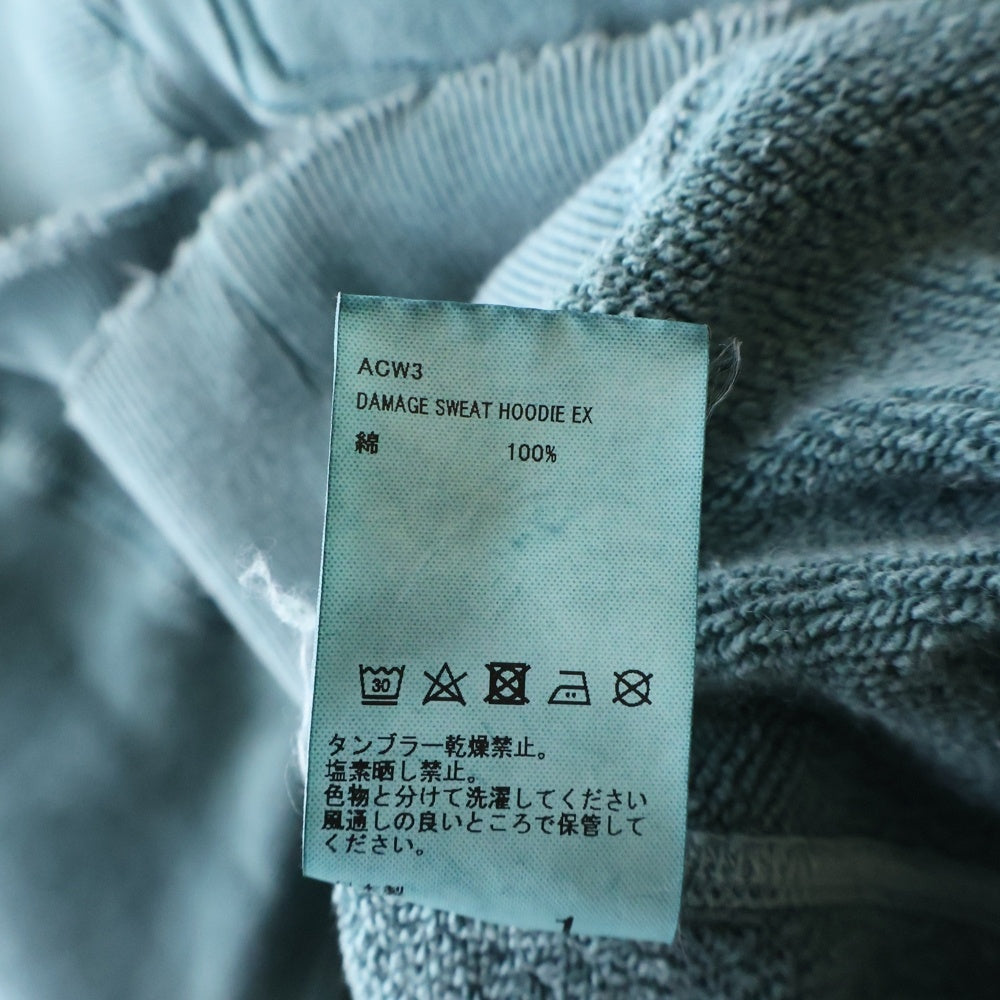 ACW3
DAMAGE SWEAT HOODIE EX
綿 100%
30
タンブラー乾燥禁止。
塩素晒し禁止。
色物と分けて洗濯してください
風通しの良いところで保管して
ください。